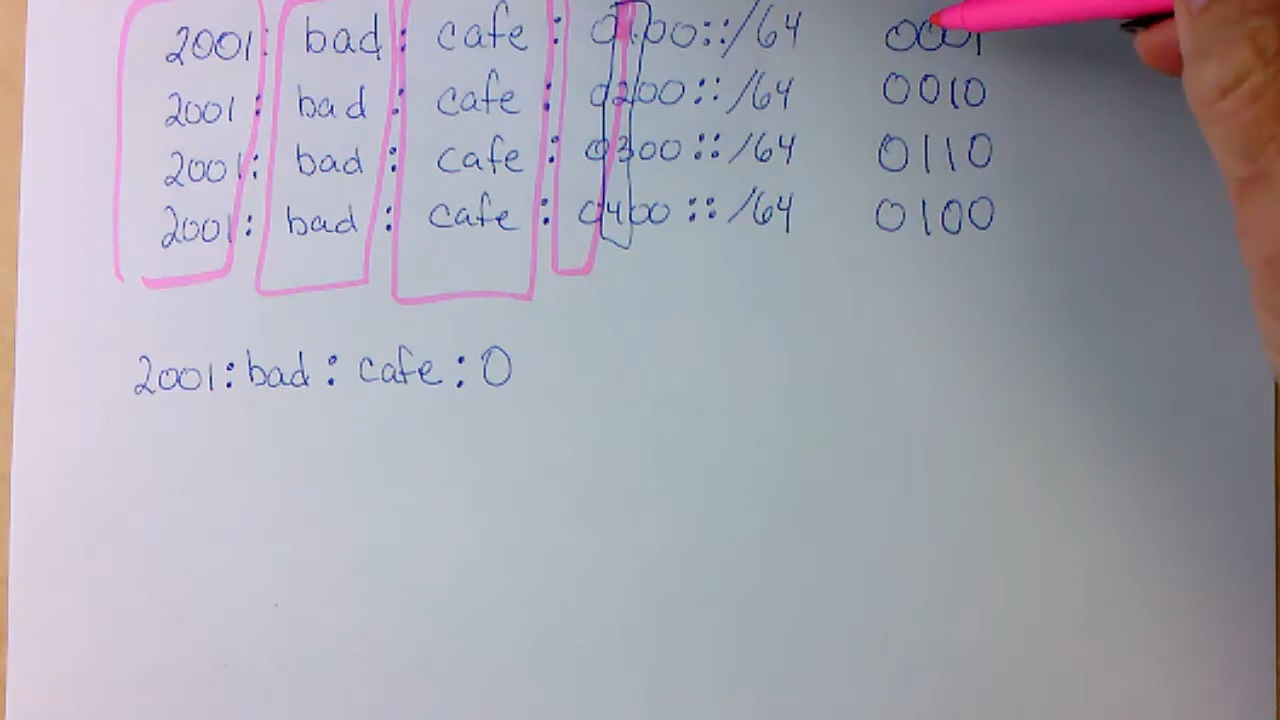 2001: bad: cafe: 0100::/64 0001
2001: bad: cafe: 0200::/64 0010
2001: bad: cafe: 0300::/64 0110
2001: bad: cafe: 0400::/64 0100
2001:bad:cafe:0